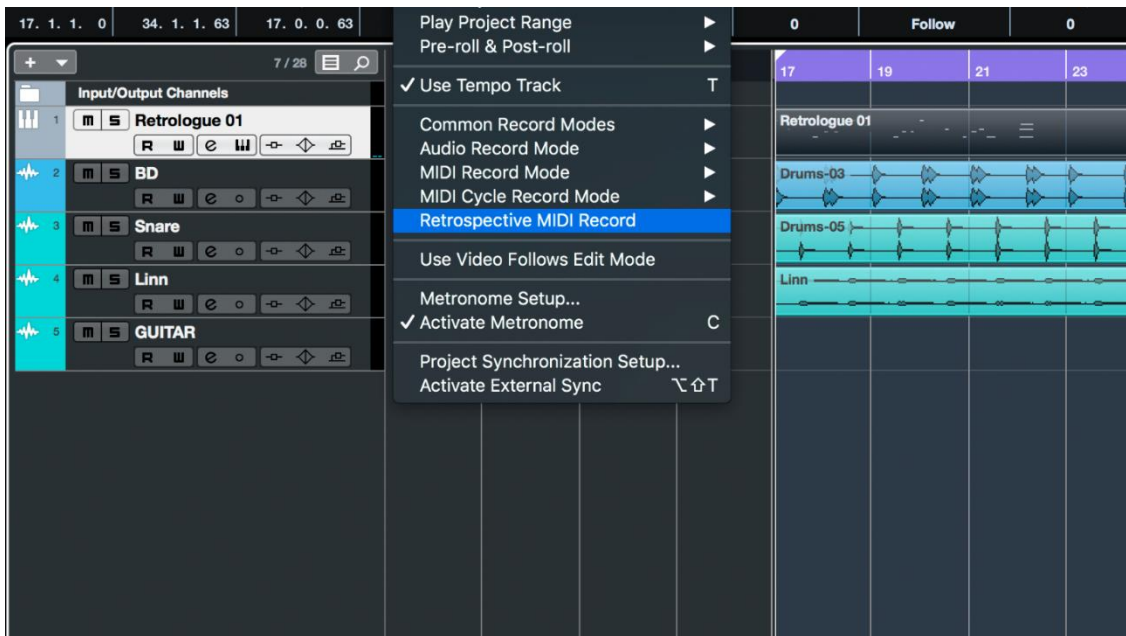 17. 1. 1. 0 34. 1. 1. 63 17. 0. 0. 63 0 Follow 0
Play Project Range
Pre-roll & Post-roll
Use Tempo Track T
Common Record Modes
Audio Record Mode
MIDI Record Mode
MIDI Cycle Record Mode
Retrospective MIDI Record
Use Video Follows Edit Mode
Metronome Setup...
Activate Metronome C
Project Synchronization Setup...
Activate External Sync ⌥⇧T
7 / 28
Input/Output Channels
1 m S Retrologue 01
R W e
2 m S BD
R W e
3 m S Snare
R W e
4 m S Linn
R W e
5 m S GUITAR
R W e
17 19 21 23
Retrologue 01
Drums-03
Drums-05
Linn